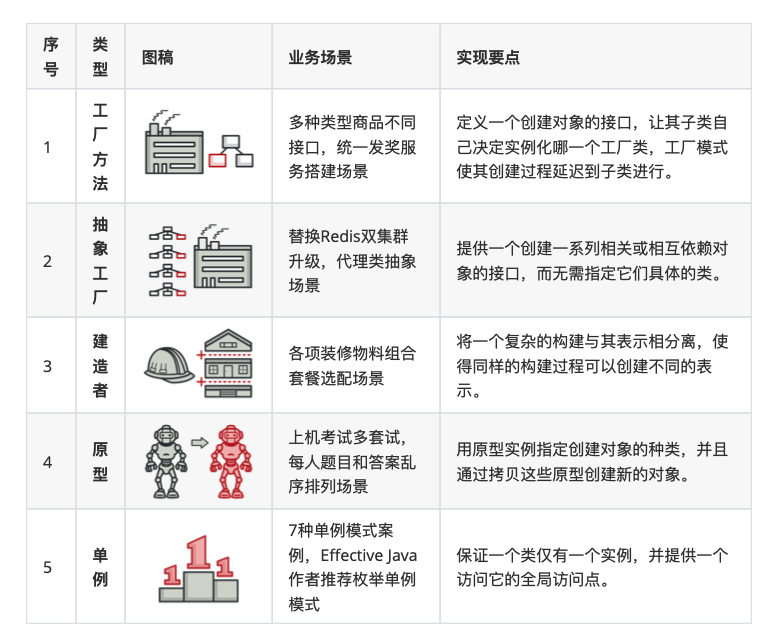 序号
类型
图稿
业务场景
实现要点
1
工厂方法
多种类型商品不同
接口，统一发奖服
务搭建场景
定义一个创建对象的接口，让其子类自
己决定实例化哪一个工厂类，工厂模式
使其创建过程延迟到子类进行。
2
抽象工厂
替换Redis双集群
升级，代理类抽象
场景
提供一个创建一系列相关或相互依赖对
象的接口，而无需指定它们具体的类。
3
建造者
各项装修物料组合
套餐选配场景
将一个复杂的构建与其表示相分离，使
得同样的构建过程可以创建不同的表
示。
4
原型
上机考试多套试，
每人题目和答案乱
序排列场景
用原型实例指定创建对象的种类，并且
通过拷贝这些原型创建新的对象。
5
单例
1
1
1
7种单例模式案
例，Effective Java
作者推荐枚举单例
模式
保证一个类仅有一个实例，并提供一个
访问它的全局访问点。